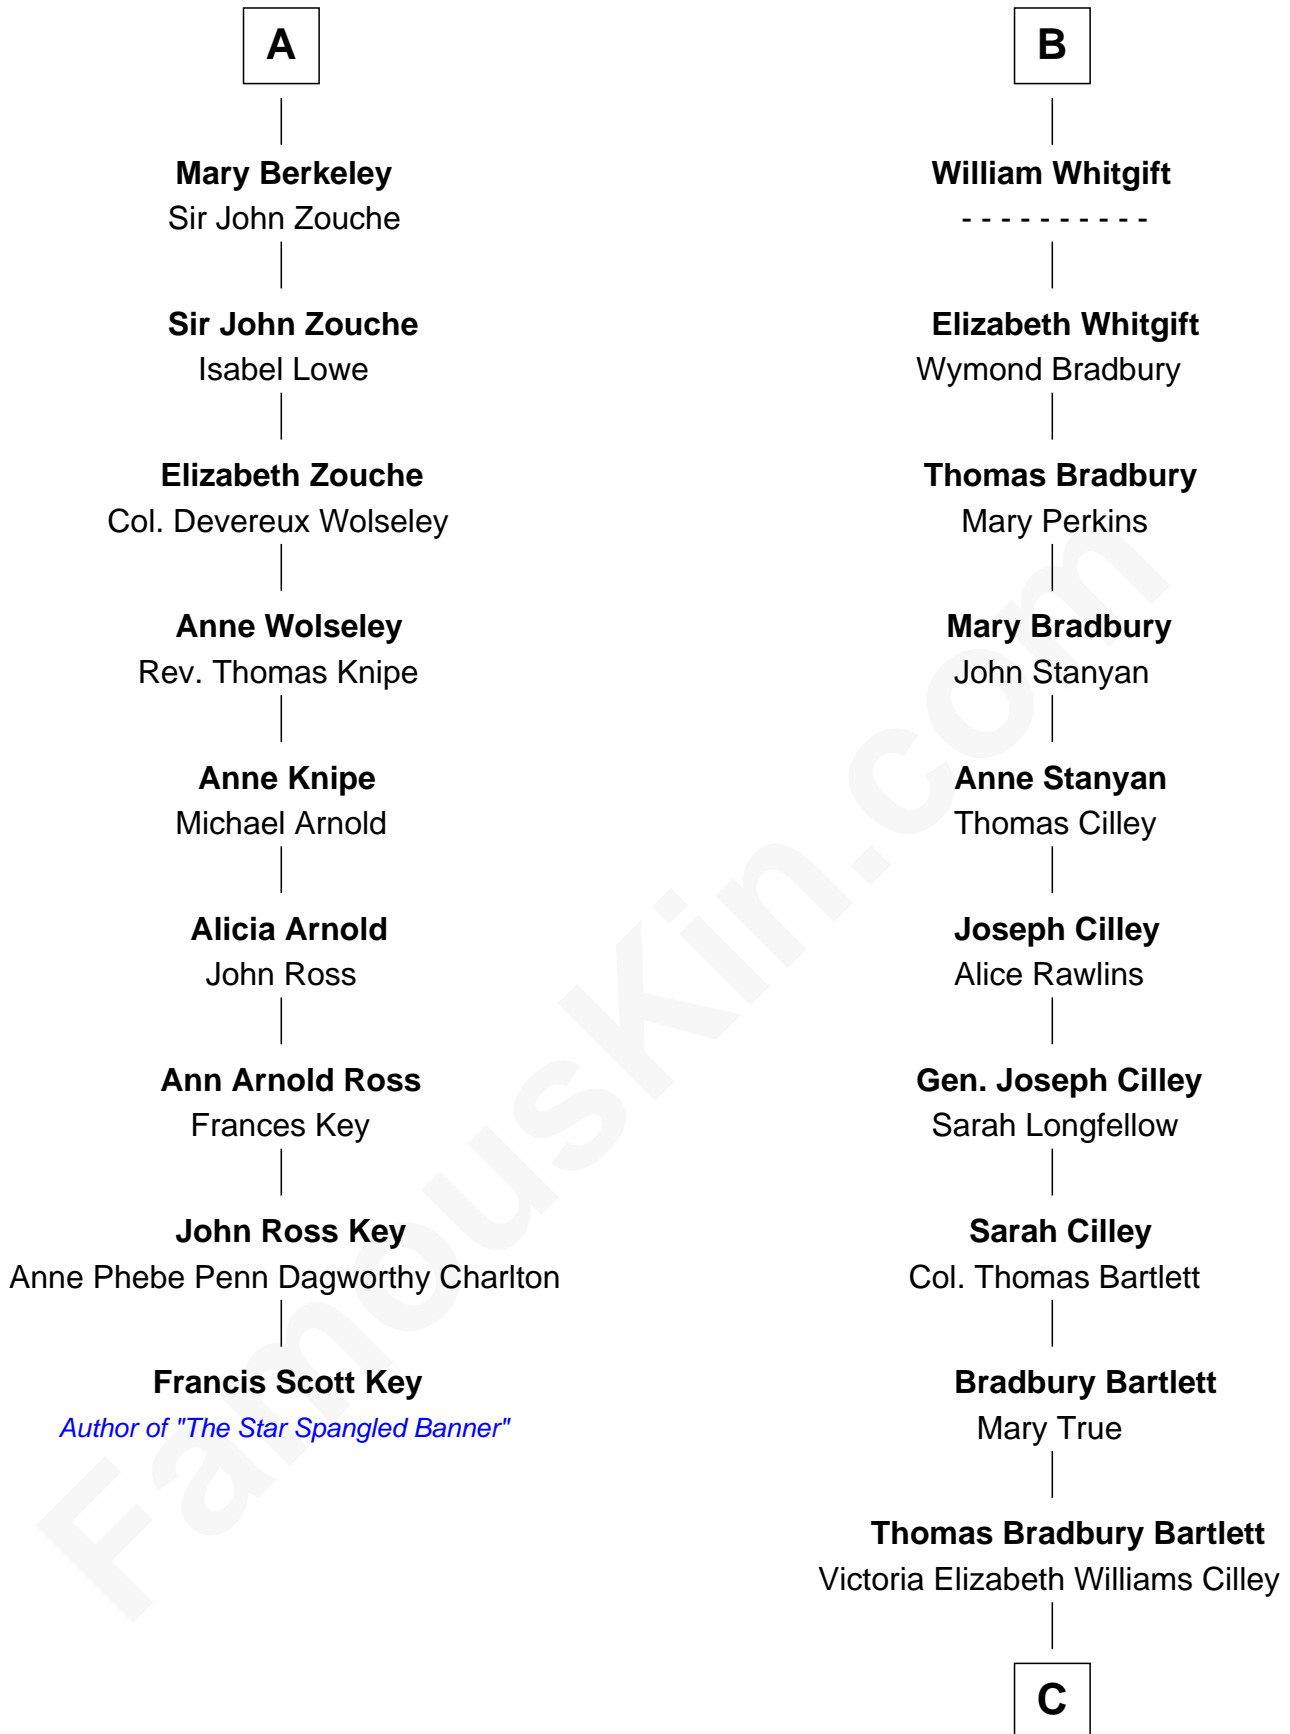 A
Mary Berkeley
Sir John Zouche
Sir John Zouche
Isabel Lowe
Elizabeth Zouche
Col. Devereux Wolseley
Anne Wolseley
Rev. Thomas Knipe
Anne Knipe
Michael Arnold
Alicia Arnold
John Ross
Ann Arnold Ross
Frances Key
John Ross Key
Anne Phebe Penn Dagworthy Charlton
Francis Scott Key
Author of "The Star Spangled Banner"
B
William Whitgift
- - - - - - - - - -
Elizabeth Whitgift
Wymond Bradbury
Thomas Bradbury
Mary Perkins
Mary Bradbury
John Stanyan
Anne Stanyan
Thomas Cilley
Joseph Cilley
Alice Rawlins
Gen. Joseph Cilley
Sarah Longfellow
Sarah Cilley
Col. Thomas Bartlett
Bradbury Bartlett
Mary True
Thomas Bradbury Bartlett
Victoria Elizabeth Williams Cilley
C
FamousKin.com